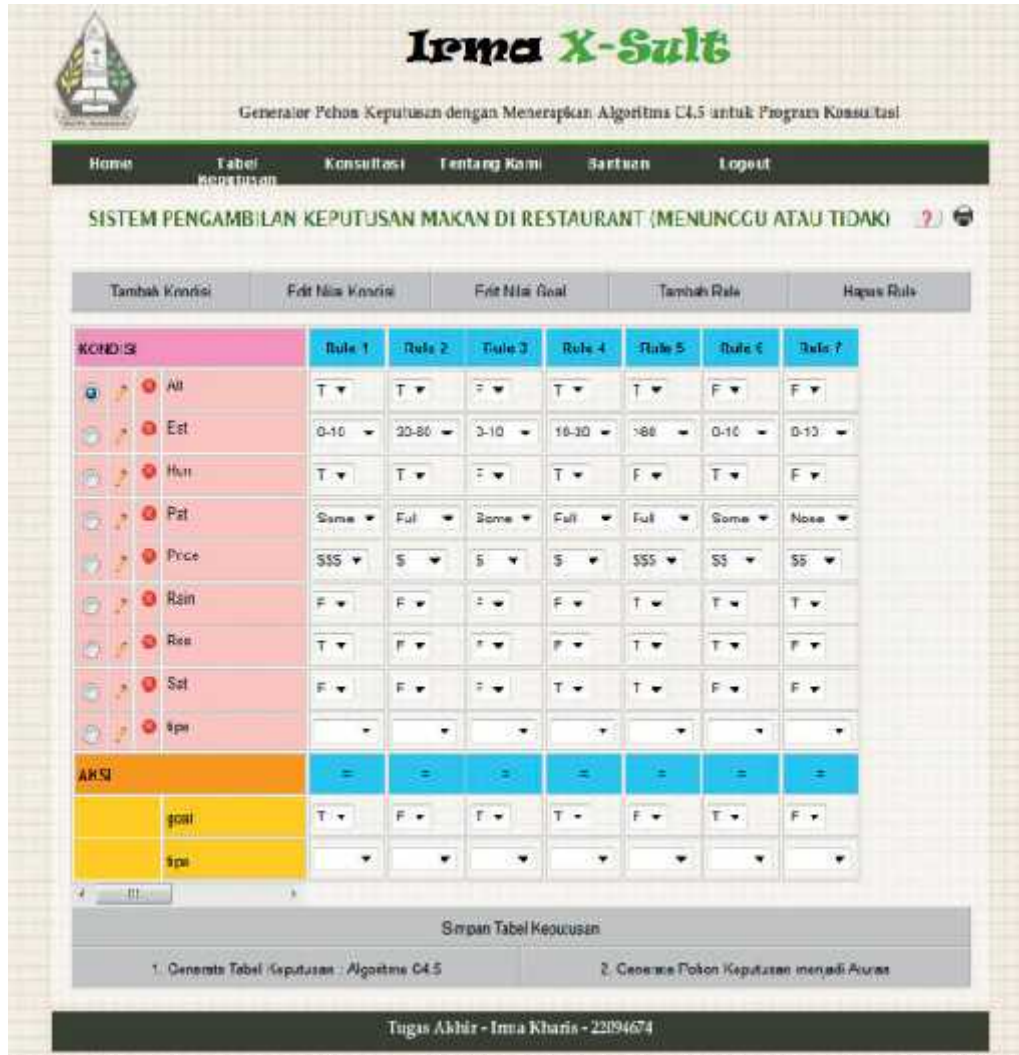 Irma X-Sult
Generator Pohon Keputusan dengan Menerapkan Algoritma C4.5 untuk Program Konsultasi
Home Tabel Keputusan Konsultasi Tentang Kami Bantuan Logout
SISTEM PENGAMBILAN KEPUTUSAN MAKAN DI RESTAURANT (MENUNGGU ATAU TIDAK) ?
Tambah Kondisi Edit Nilai Kondisi Edit Nilai Goal Tambah Rule Hapus Rule
KONDISI Rule 1 Rule 2 Rule 3 Rule 4 Rule 5 Rule 6 Rule 7
Alt T T F T T F F
Est 0-10 30-60 0-10 10-30 >60 0-10 0-10
Hun T T F T F T F
Pat Some Full Some Full Full Some None
Price $$$ $ $ $ $$$ $$ $$
Rain F F F F T T T
Res T F F F T T F
Sat F F F T T F F
AKSI = = = = = = =
goal T F T T F T F
Simpan Tabel Keputusan
1. Generate Tabel Keputusan : Algoritma C4.5 2. Generate Pohon Keputusan menjadi Aturan
Tugas Akhir - Irma Kharis - 22094674